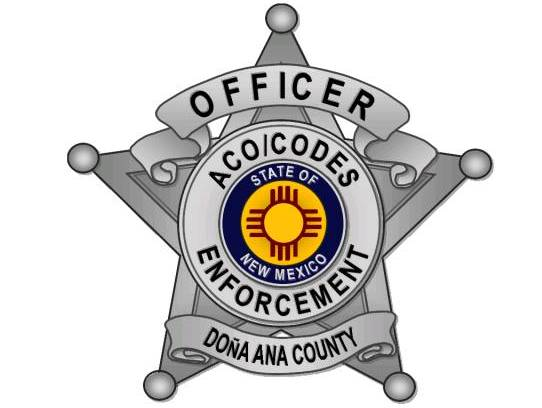 OFFICER
ACO/CODES
STATE OF
NEW MEXICO
ENFORCEMENT
DOÑA ANA COUNTY